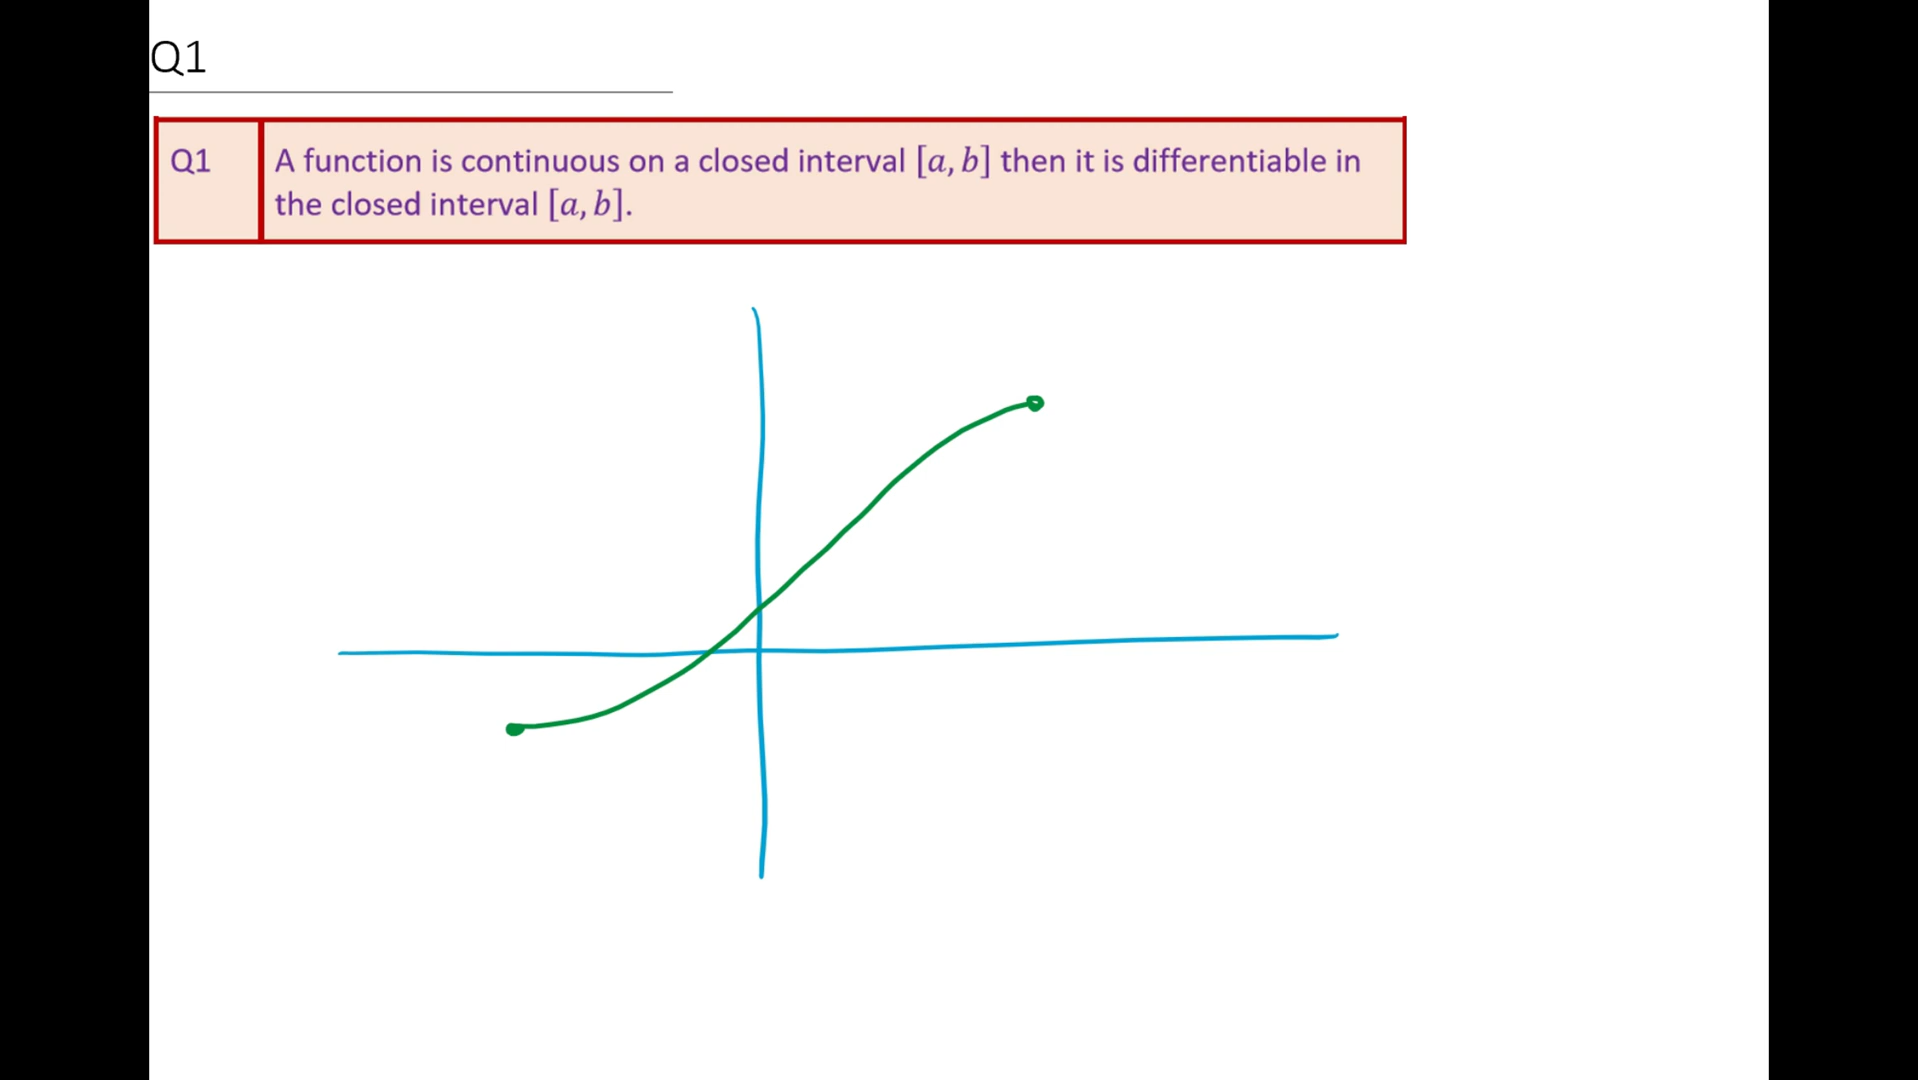 Q1
Q1
A function is continuous on a closed interval [a, b] then it is differentiable in
the closed interval [a, b].